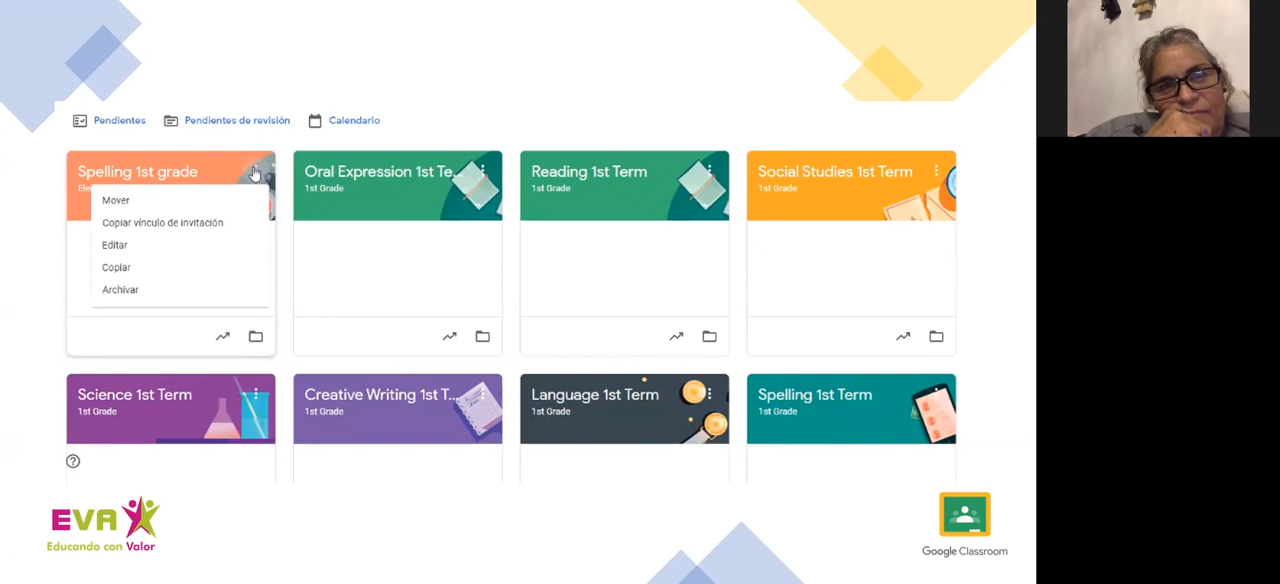 Pendientes
Pendientes de revisión
Calendario
Spelling 1st grade
Mover
Copiar vínculo de invitación
Editar
Copiar
Archivar
Oral Expression 1st Te...
1st Grade
Reading 1st Term
1st Grade
Social Studies 1st Term
1st Grade
Science 1st Term
1st Grade
Creative Writing 1st T...
1st Grade
Language 1st Term
1st Grade
Spelling 1st Term
1st Grade
EVA
Educando con Valor
Google Classroom